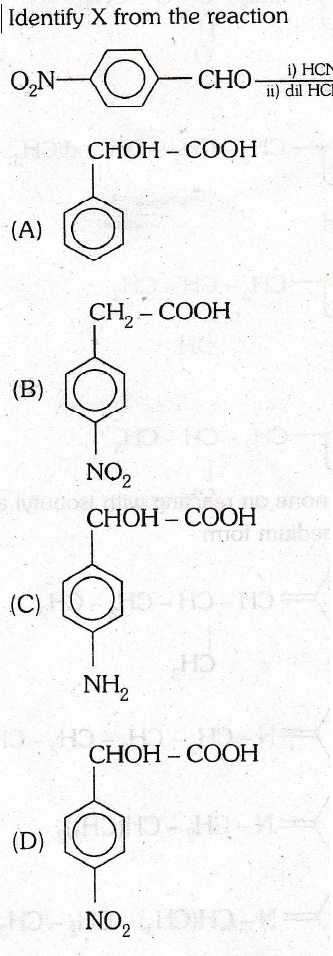 Identify X from the reaction
O₂N CHO i) HCN
ii) dil HCl
CHOH – COOH
(A)
CH₂ – COOH
(B)
NO₂
CHOH – COOH
(C)
NH₂
CHOH – COOH
(D)
NO₂